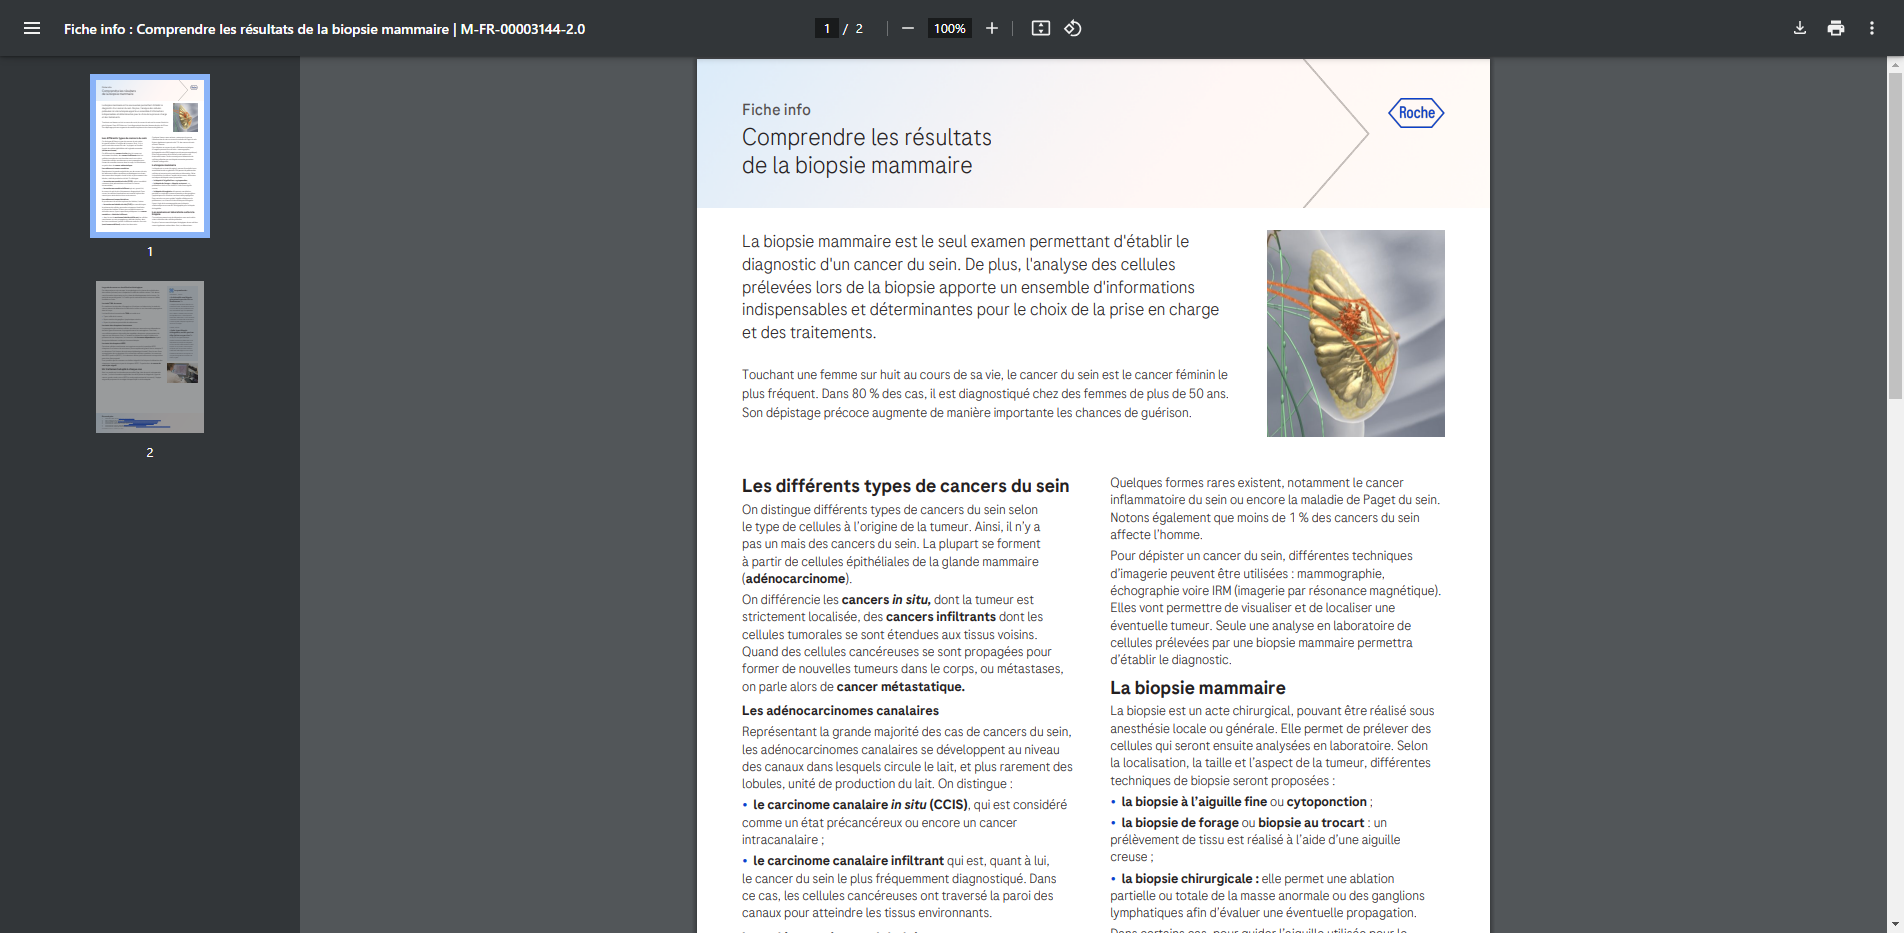 Fiche info : Comprendre les résultats de la biopsie mammaire | M-FR-00003144-2.0
1 / 2
100%
1
2
Fiche info
Comprendre les résultats
de la biopsie mammaire
Roche
La biopsie mammaire est le seul examen permettant d'établir le
diagnostic d'un cancer du sein. De plus, l'analyse des cellules
prélevées lors de la biopsie apporte un ensemble d'informations
indispensables et déterminantes pour le choix de la prise en charge
et des traitements.
Touchant une femme sur huit au cours de sa vie, le cancer du sein est le cancer féminin le
plus fréquent. Dans 80 % des cas, il est diagnostiqué chez des femmes de plus de 50 ans.
Son dépistage précoce augmente de manière importante les chances de guérison.
Les différents types de cancers du sein
On distingue différents types de cancers du sein selon
le type de cellules à l'origine de la tumeur. Ainsi, il n'y a
pas un mais des cancers du sein. La plupart se forment
à partir de cellules épithéliales de la glande mammaire
(adénocarcinome).
On différencie les cancers in situ, dont la tumeur est
strictement localisée, des cancers infiltrants dont les
cellules tumorales se sont étendues aux tissus voisins.
Quand des cellules cancéreuses se sont propagées pour
former de nouvelles tumeurs dans le corps, ou métastases,
on parle alors de cancer métastatique.
Les adénocarcinomes canalaires
Représentant la grande majorité des cas de cancers du sein,
les adénocarcinomes canalaires se développent au niveau
des canaux dans lesquels circule le lait, et plus rarement des
lobules, unité de production du lait. On distingue :
• le carcinome canalaire in situ (CCIS), qui est considéré
comme un état précancéreux ou encore un cancer
intracanalaire ;
• le carcinome canalaire infiltrant qui est, quant à lui,
le cancer du sein le plus fréquemment diagnostiqué. Dans
ce cas, les cellules cancéreuses ont traversé la paroi des
canaux pour atteindre les tissus environnants.
Quelques formes rares existent, notamment le cancer
inflammatoire du sein ou encore la maladie de Paget du sein.
Notons également que moins de 1 % des cancers du sein
affecte l'homme.
Pour dépister un cancer du sein, différentes techniques
d'imagerie peuvent être utilisées : mammographie,
échographie voire IRM (imagerie par résonance magnétique).
Elles vont permettre de visualiser et de localiser une
éventuelle tumeur. Seule une analyse en laboratoire de
cellules prélevées par une biopsie mammaire permettra
d'établir le diagnostic.
La biopsie mammaire
La biopsie est un acte chirurgical, pouvant être réalisé sous
anesthésie locale ou générale. Elle permet de prélever des
cellules qui seront ensuite analysées en laboratoire. Selon
la localisation, la taille et l'aspect de la tumeur, différentes
techniques de biopsie seront proposées :
• la biopsie à l'aiguille fine ou cytoponction ;
• la biopsie de forage ou biopsie au trocart : un
prélèvement de tissu est réalisé à l'aide d'une aiguille
creuse ;
• la biopsie chirurgicale : elle permet une ablation
partielle ou totale de la masse anormale ou des ganglions
lymphatiques afin d'évaluer une éventuelle propagation.